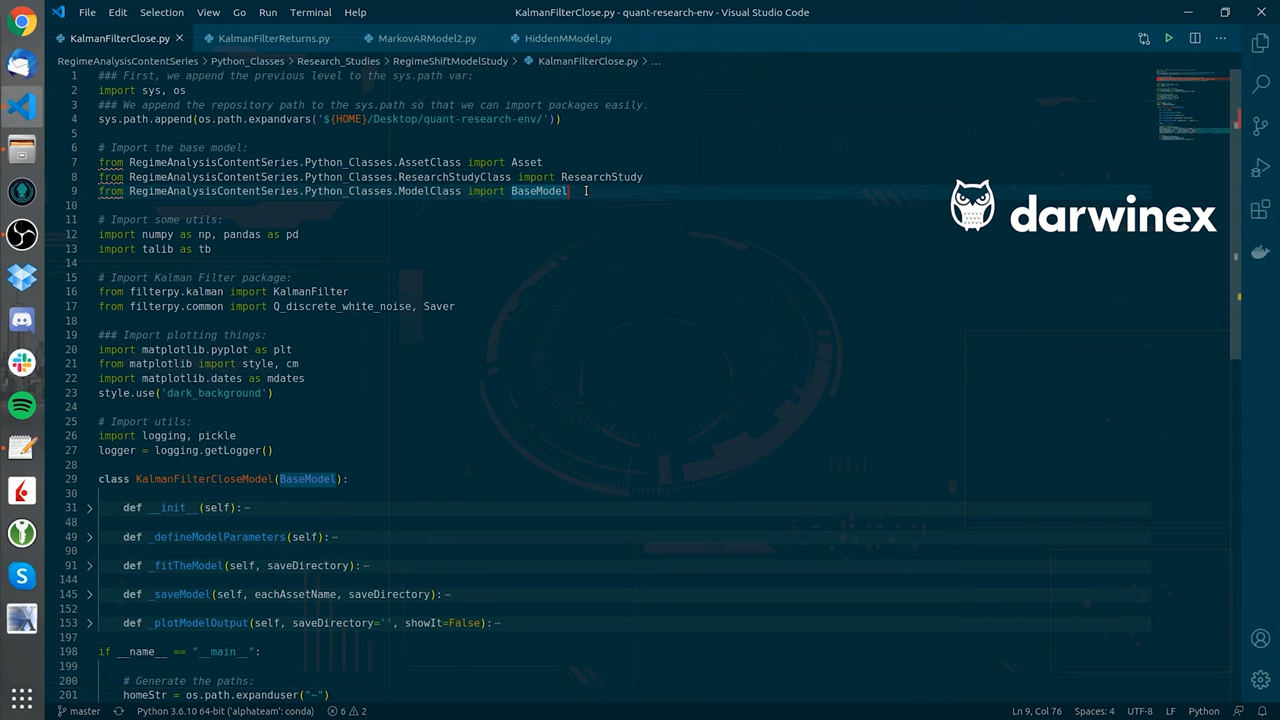 File Edit Selection View Go Run Terminal Help
KalmanFilterClose.py - quant-research-env - Visual Studio Code
KalmanFilterClose.py KalmanFilterReturns.py MarkovARModel2.py HiddenMModel.py
RegimeAnalysisContentSeries > Python_Classes > Research_Studies > RegimeShiftModelStudy > KalmanFilterClose.py > ...
1 ### First, we append the previous level to the sys.path var:
2 import sys, os
3 ### We append the repository path to the sys.path so that we can import packages easily.
4 sys.path.append(os.path.expandvars('${HOME}/Desktop/quant-research-env/'))
5
6 # Import the base model:
7 from RegimeAnalysisContentSeries.Python_Classes.AssetClass import Asset
8 from RegimeAnalysisContentSeries.Python_Classes.ResearchStudyClass import ResearchStudy
9 from RegimeAnalysisContentSeries.Python_Classes.ModelClass import BaseModel
10
11 # Import some utils:
12 import numpy as np, pandas as pd
13 import talib as tb
14
15 # Import Kalman Filter package:
16 from filterpy.kalman import KalmanFilter
17 from filterpy.common import Q_discrete_white_noise, Saver
18
19 ### Import plotting things:
20 import matplotlib.pyplot as plt
21 from matplotlib import style, cm
22 import matplotlib.dates as mdates
23 style.use('dark_background')
24
25 # Import utils:
26 import logging, pickle
27 logger = logging.getLogger()
28
29 class KalmanFilterCloseModel(BaseModel):
30
31 def __init__(self):
48
49 def _defineModelParameters(self):
90
91 def _fitTheModel(self, saveDirectory):
144
145 def _saveModel(self, eachAssetName, saveDirectory):
152
153 def _plotModelOutput(self, saveDirectory='', showIt=False):
197
198 if __name__ == "__main__":
199
200 # Generate the paths:
201 homeStr = os.path.expanduser("~")
darwinex
master Python 3.6.10 64-bit ('alphateam': conda) 6 2 Ln 9, Col 76 Spaces: 4 UTF-8 LF Python